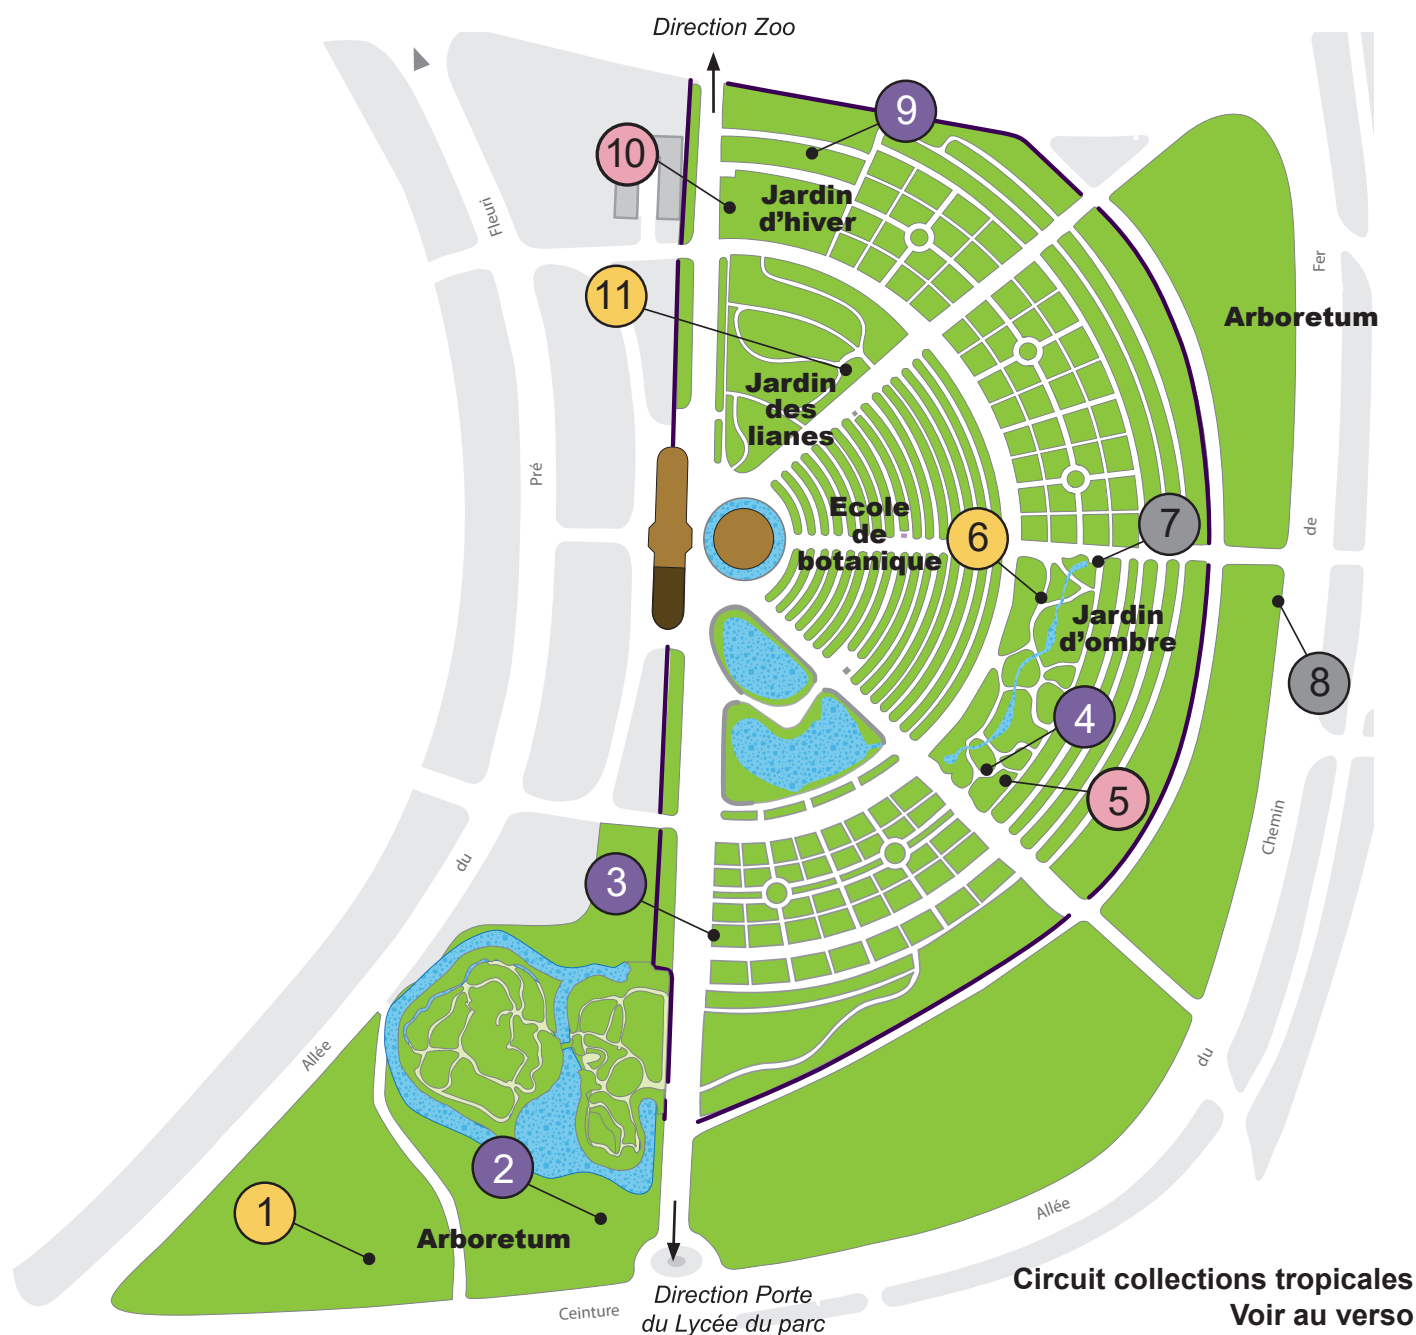 Direction Zoo
9
10
Jardin
d'hiver
Fleuri
Fer
11
Arboretum
Jardin
des
lianes
Pré
Ecole
de
botanique
6
7
de
Jardin
d'ombre
8
4
5
Chemin
du
3
Allée
du
2
1
Arboretum
Allée
Ceinture
Direction Porte
du Lycée du parc
Circuit collections tropicales
Voir au verso